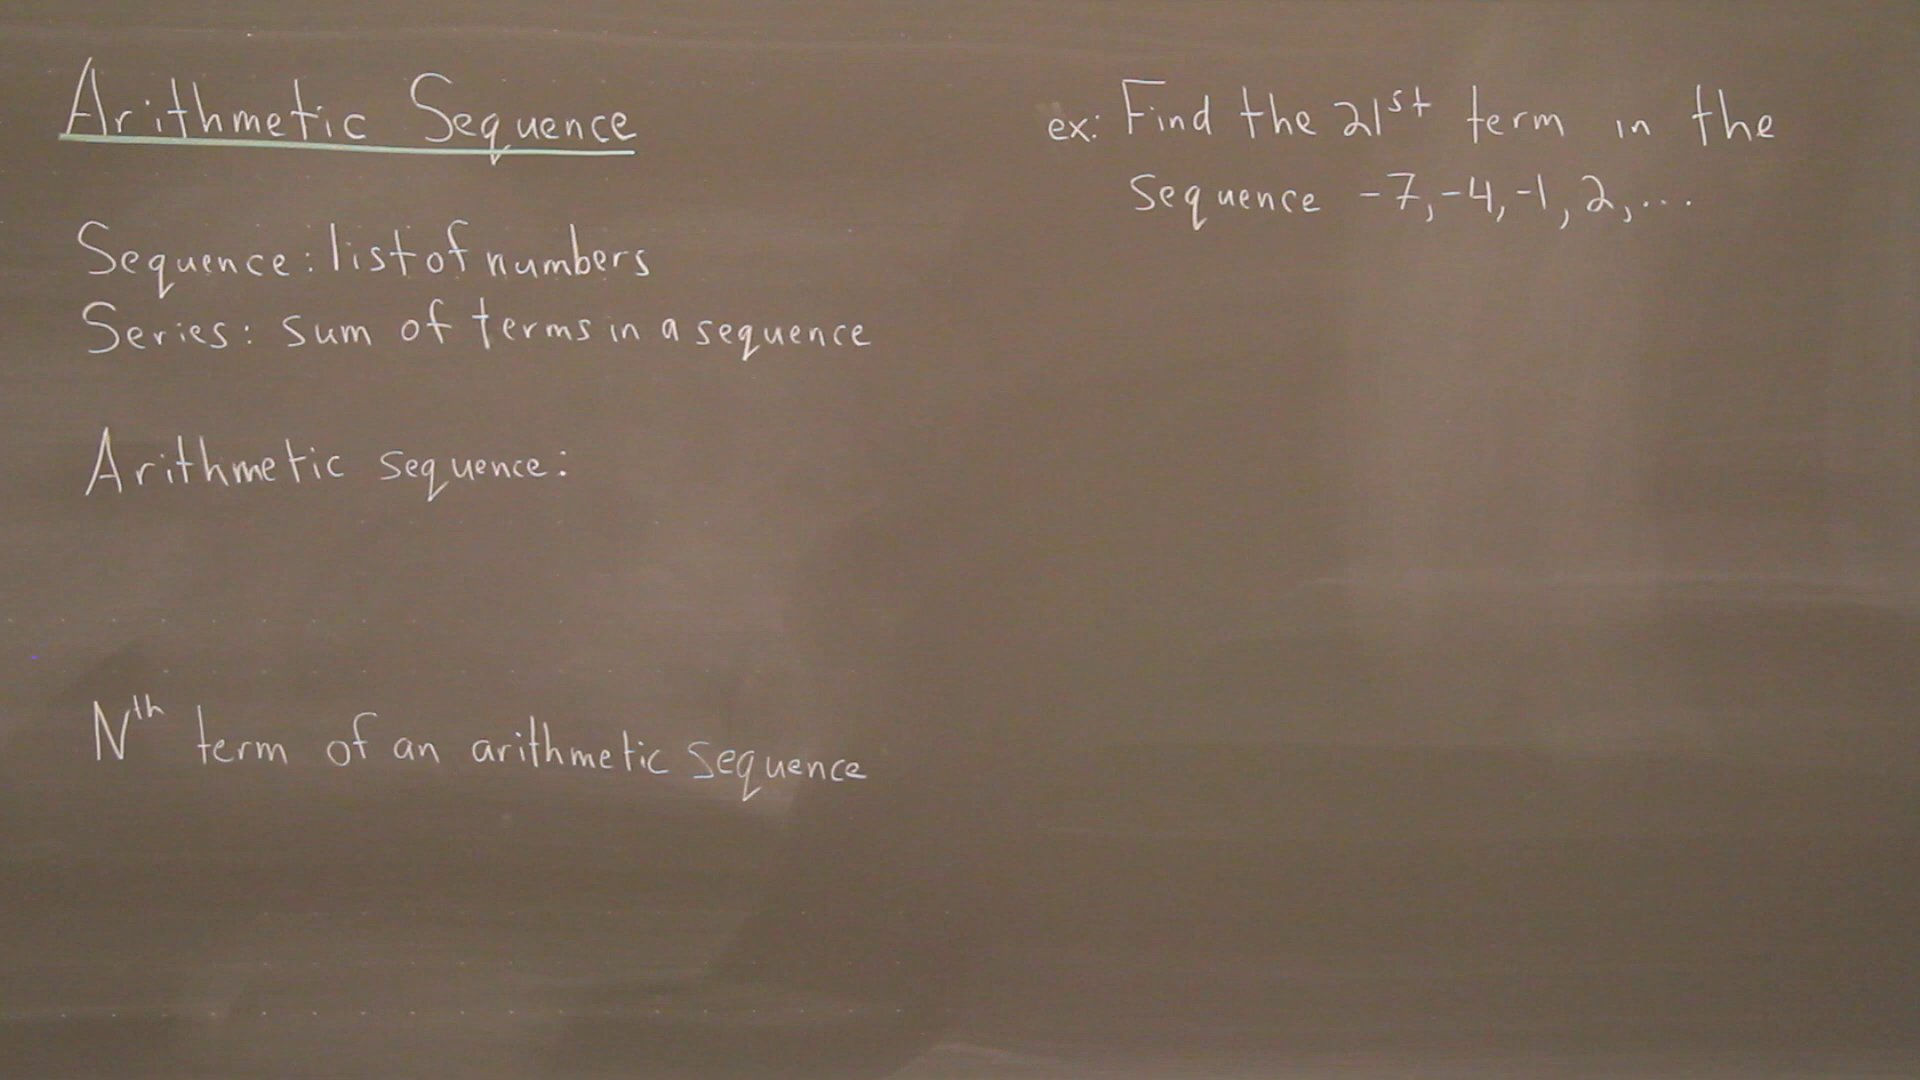 Arithmetic Sequence
Sequence: list of numbers
Series: sum of terms in a sequence
Arithmetic sequence:
Nth term of an arithmetic sequence
ex: Find the 21st term in the
sequence -7, -4, -1, 2, ...